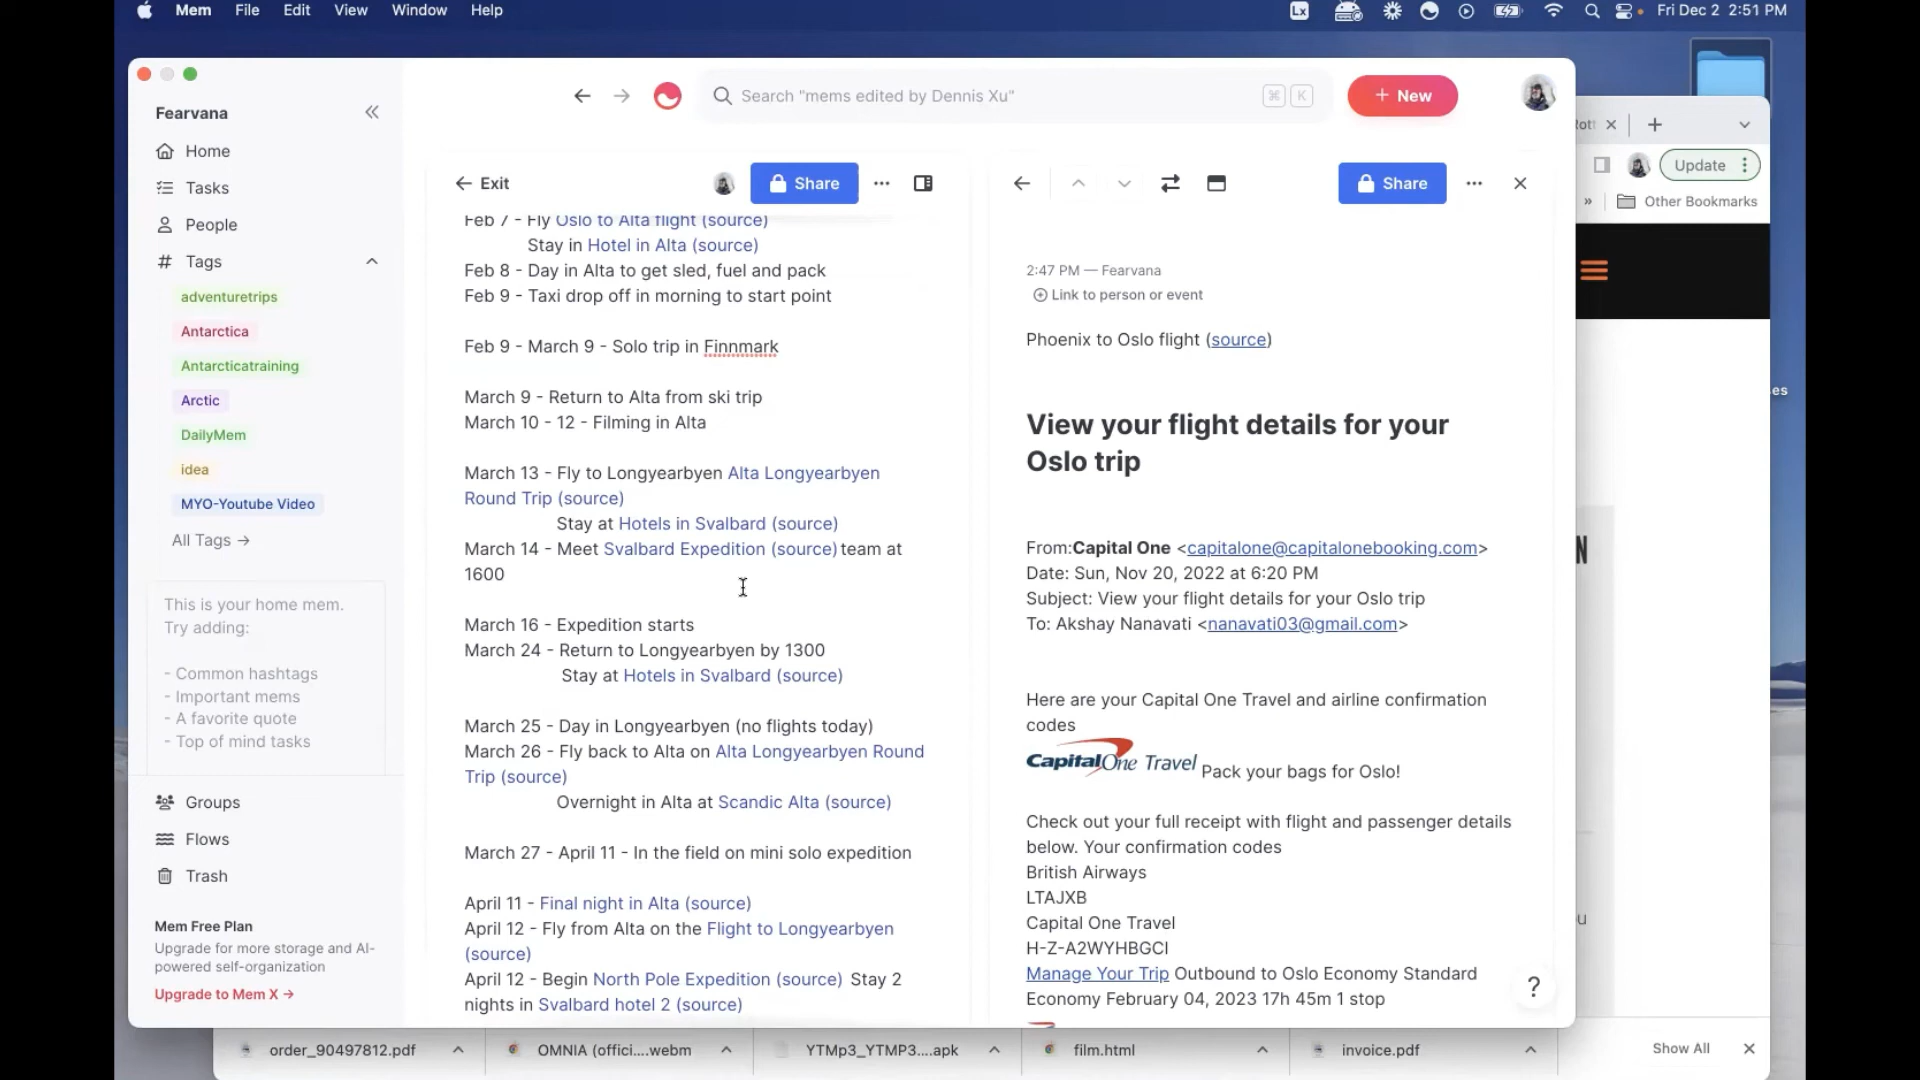 Mem File Edit View Window Help
Lx
Fri Dec 2 2:51 PM
Fearvana
Home
Tasks
People
# Tags
adventuretrips
Antarctica
Antarcticatraining
Arctic
DailyMem
idea
MYO-Youtube Video
All Tags →
This is your home mem.
Try adding:
- Common hashtags
- Important mems
- A favorite quote
- Top of mind tasks
Groups
Flows
Trash
Mem Free Plan
Upgrade for more storage and AI-
powered self-organization
Upgrade to Mem X →
Search "mems edited by Dennis Xu"
⌘ K
+ New
← Exit
Share
Feb 7 - Fly Oslo to Alta flight (source)
Stay in Hotel in Alta (source)
Feb 8 - Day in Alta to get sled, fuel and pack
Feb 9 - Taxi drop off in morning to start point
Feb 9 - March 9 - Solo trip in Finnmark
March 9 - Return to Alta from ski trip
March 10 - 12 - Filming in Alta
March 13 - Fly to Longyearbyen Alta Longyearbyen
Round Trip (source)
Stay at Hotels in Svalbard (source)
March 14 - Meet Svalbard Expedition (source) team at
1600
March 16 - Expedition starts
March 24 - Return to Longyearbyen by 1300
Stay at Hotels in Svalbard (source)
March 25 - Day in Longyearbyen (no flights today)
March 26 - Fly back to Alta on Alta Longyearbyen Round
Trip (source)
Overnight in Alta at Scandic Alta (source)
March 27 - April 11 - In the field on mini solo expedition
April 11 - Final night in Alta (source)
April 12 - Fly from Alta on the Flight to Longyearbyen
(source)
April 12 - Begin North Pole Expedition (source) Stay 2
nights in Svalbard hotel 2 (source)
Share
2:47 PM — Fearvana
Link to person or event
Phoenix to Oslo flight (source)
View your flight details for your
Oslo trip
From:Capital One <capitalone@capitalonebooking.com>
Date: Sun, Nov 20, 2022 at 6:20 PM
Subject: View your flight details for your Oslo trip
To: Akshay Nanavati <nanavati03@gmail.com>
Here are your Capital One Travel and airline confirmation
codes
CapitalOne Travel Pack your bags for Oslo!
Check out your full receipt with flight and passenger details
below. Your confirmation codes
British Airways
LTAJXB
Capital One Travel
H-Z-A2WYHBGCI
Manage Your Trip Outbound to Oslo Economy Standard
Economy February 04, 2023 17h 45m 1 stop
?
Update
» Other Bookmarks
order_90497812.pdf
OMNIA (offici....webm
YTMp3_YTMP3....apk
film.html
invoice.pdf
Show All